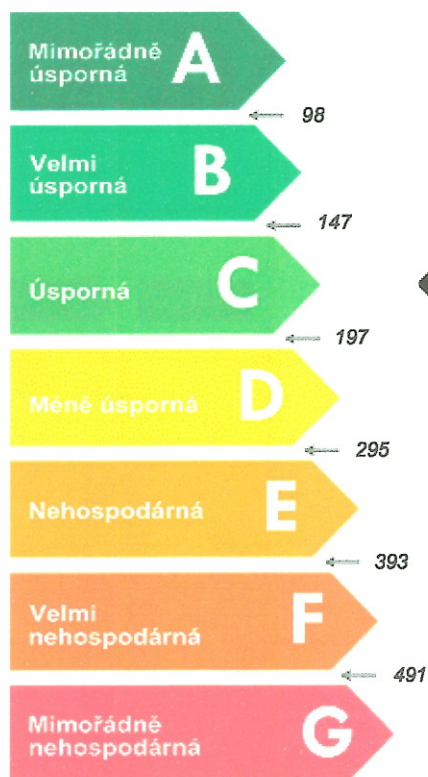 Mimořádně
úsporná
A
98
Velmi
úsporná
B
147
Úsporná
C
197
Méně úsporná
D
295
Nehospodárná
E
393
Velmi
nehospodárná
F
491
Mimořádně
nehospodárná
G